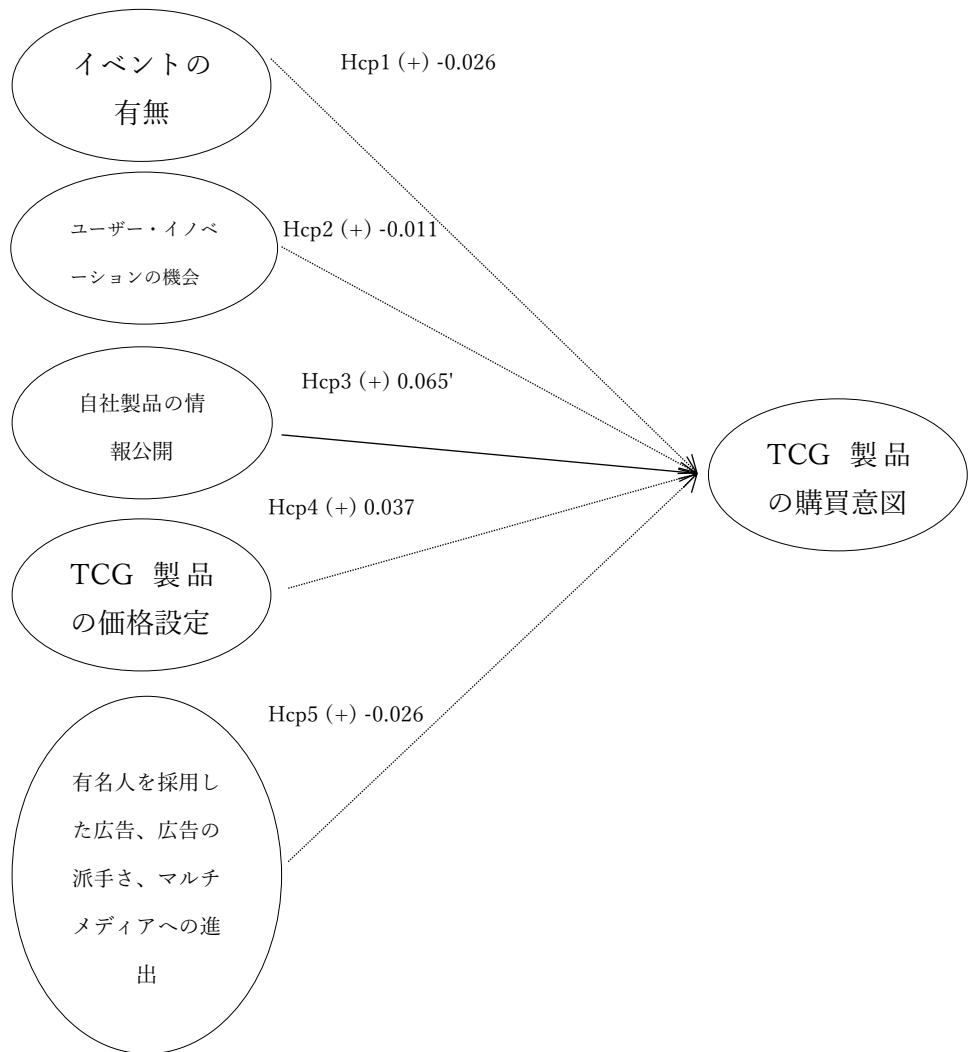 イベントの
有無
Hcp1 (+) -0.026
ユーザー・イノベ
ーションの機会
Hcp2 (+) -0.011
自社製品の情
報公開
Hcp3 (+) 0.065'
TCG 製品
の購買意図
Hcp4 (+) 0.037
TCG 製品
の価格設定
Hcp5 (+) -0.026
有名人を採用し
た広告、広告の
派手さ、マルチ
メディアへの進
出